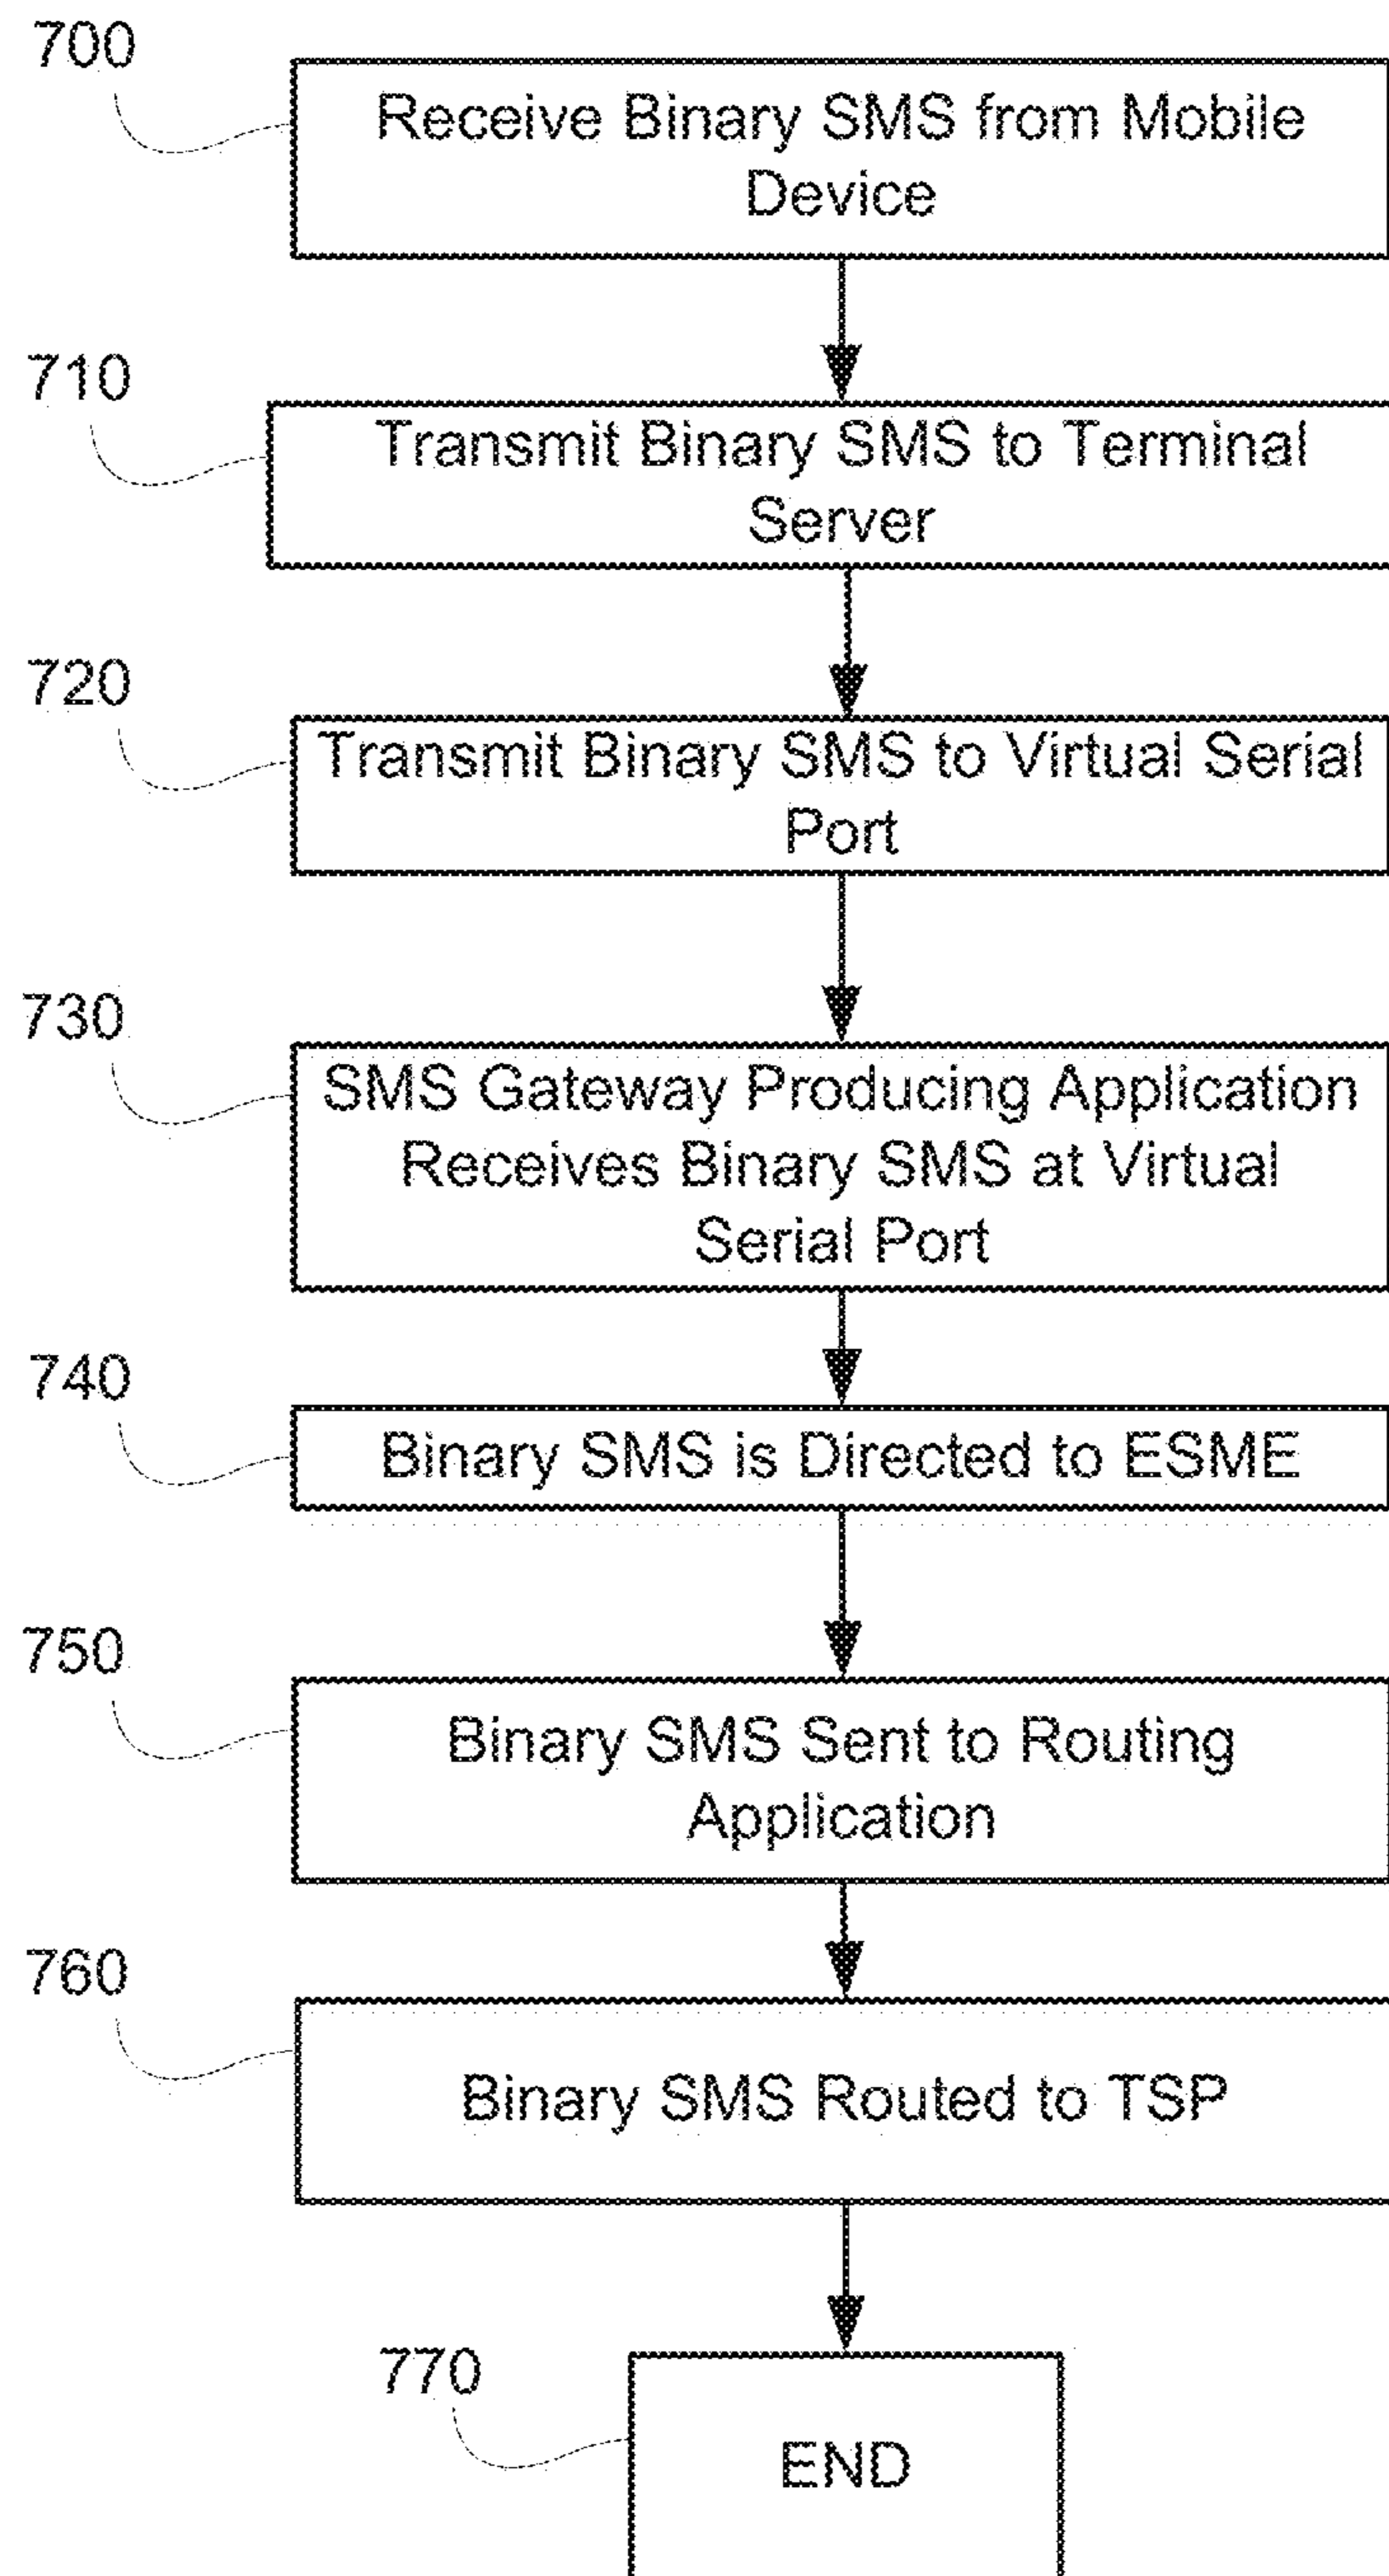 700
Receive Binary SMS from Mobile
Device
710
Transmit Binary SMS to Terminal
Server
720
Transmit Binary SMS to Virtual Serial
Port
730
SMS Gateway Producing Application
Receives Binary SMS at Virtual
Serial Port
740
Binary SMS is Directed to ESME
750
Binary SMS Sent to Routing
Application
760
Binary SMS Routed to TSP
770
END